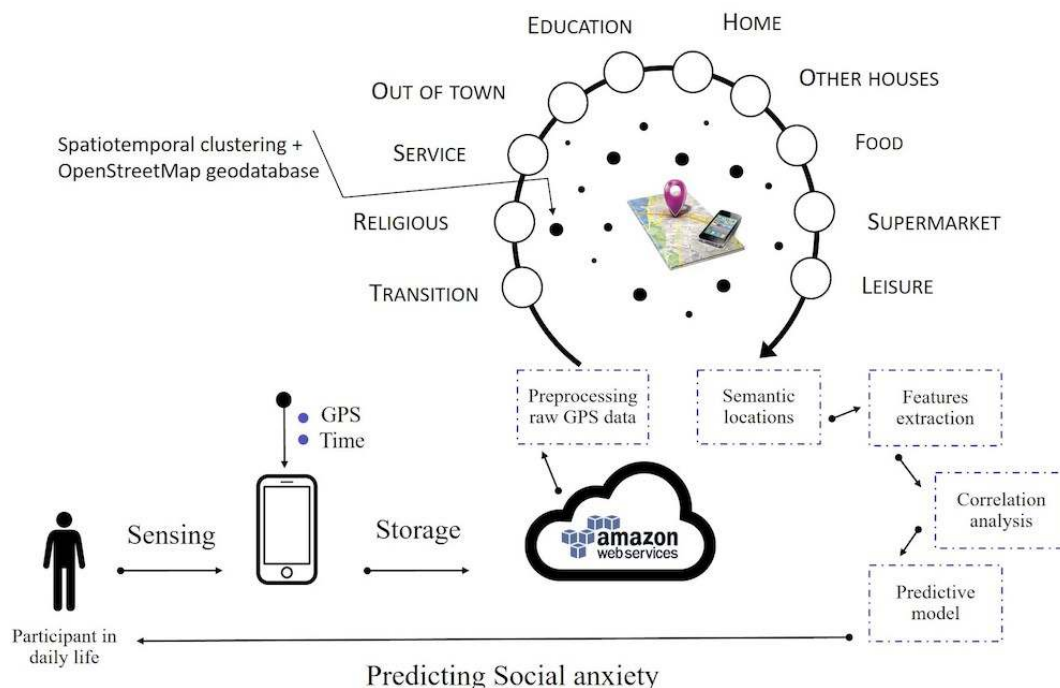 EDUCATION
HOME
OUT OF TOWN
OTHER HOUSES
Spatiotemporal clustering +
OpenStreetMap geodatabase
SERVICE
FOOD
RELIGIOUS
SUPERMARKET
TRANSITION
LEISURE
GPS
Time
Preprocessing
raw GPS data
Semantic
locations
Features
extraction
Correlation
analysis
Predictive
model
Sensing
Storage
amazon
webservices
Participant in
daily life
Predicting Social anxiety